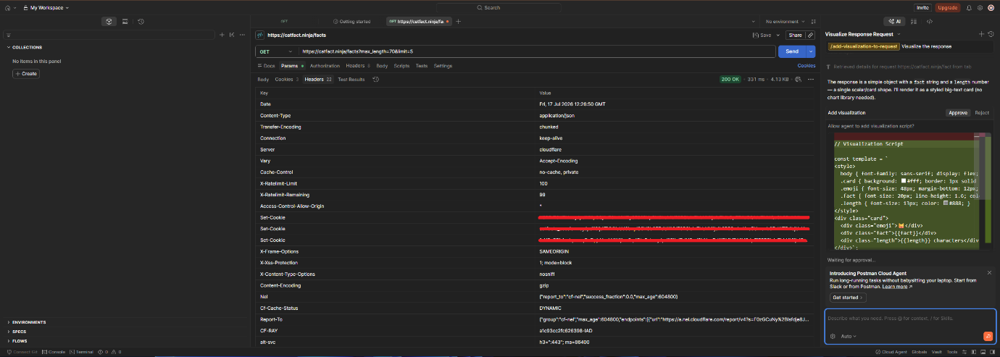 My Workspace
Search
Invite
Upgrade
GET
Getting started
https://catfact.ninja/fa
No environment
AI
https://catfact.ninja/facts
Save
Share
Visualize Response Request
COLLECTIONS
No items in this panel
Create
GET
https://catfact.ninja/facts?max_length=70&limit=5
Send
/add-visualization-to-request Visualize the response
Docs Params Authorization Headers 8 Body Scripts Tests Settings
Cookies
Retrieved details for request https://catfact.ninja/fact from tab
Body Cookies 3 Headers 22 Test Results
200 OK 331 ms 4.13 KB
The response is a simple object with a fact string and a length number
— a single scalar/card shape. I'll render it as a styled big-text card (no
chart library needed).
Key Value
Date Fri, 17 Jul 2026 12:26:50 GMT
Content-Type application/json
Transfer-Encoding chunked
Connection keep-alive
Server cloudflare
Vary Accept-Encoding
Cache-Control no-cache, private
X-Ratelimit-Limit 100
X-Ratelimit-Remaining 99
Access-Control-Allow-Origin *
Set-Cookie
Set-Cookie
Set-Cookie
X-Frame-Options SAMEORIGIN
X-Xss-Protection 1; mode=block
X-Content-Type-Options nosniff
Content-Encoding gzip
Nel {"report_to":"cf-nel","success_fraction":0.0,"max_age":604800}
Cf-Cache-Status DYNAMIC
Report-To {"group":"cf-nel","max_age":604800,"endpoints":[{"url":"https://a.nel.cloudflare.com/report/v4?s=
CF-RAY a1c93cc2fc626398-IAD
alt-svc h3=":443"; ma=86400
Add visualization
Approve Reject
Allow agent to add visualization script?
// Visualization Script
const template = `
<style>
body { font-family: sans-serif; display: flex;
.card { background: #fff; border: 1px solid
.emoji { font-size: 48px; margin-bottom: 12px;
.fact { font-size: 20px; line-height: 1.6; col
.length { font-size: 13px; color: #888; }
</style>
<div class="card">
<div class="emoji">🐱</div>
<div class="fact">{{fact}}</div>
<div class="length">{{length}} characters</div
</div>`;
Waiting for approval...
Introducing Postman Cloud Agent
Run long-running tasks without babysitting your laptop. Start from
Slack or from Postman. Learn more
Get started
Describe what you need. Press @ for context, / for Skills.
Auto
ENVIRONMENTS
SPECS
FLOWS
Connect Git Console Terminal 0 0
Cloud Agent Globals Vault Tools